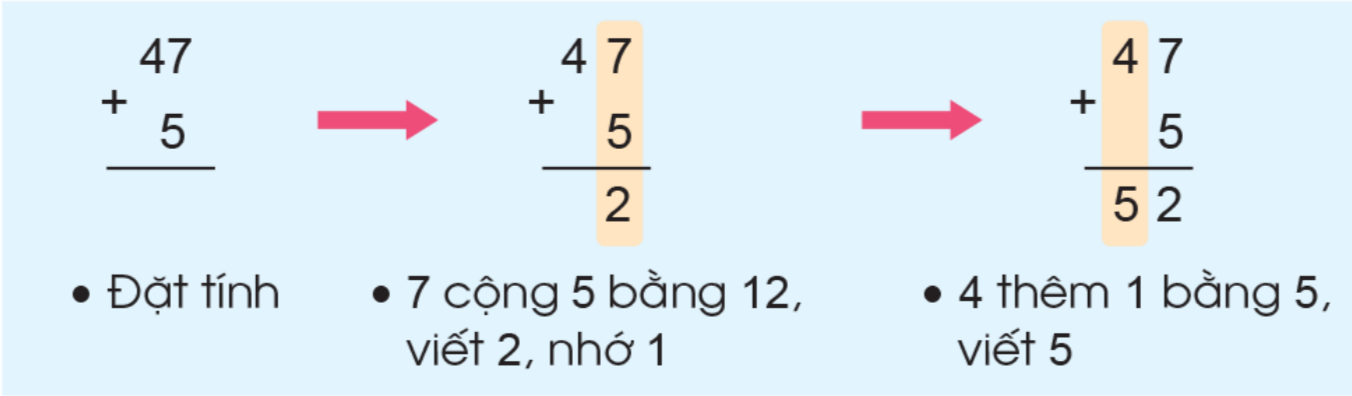 47
+
5
4 7
+
5
2
4 7
+
5
5 2
• Đặt tính
• 7 cộng 5 bằng 12,
viết 2, nhớ 1
• 4 thêm 1 bằng 5,
viết 5